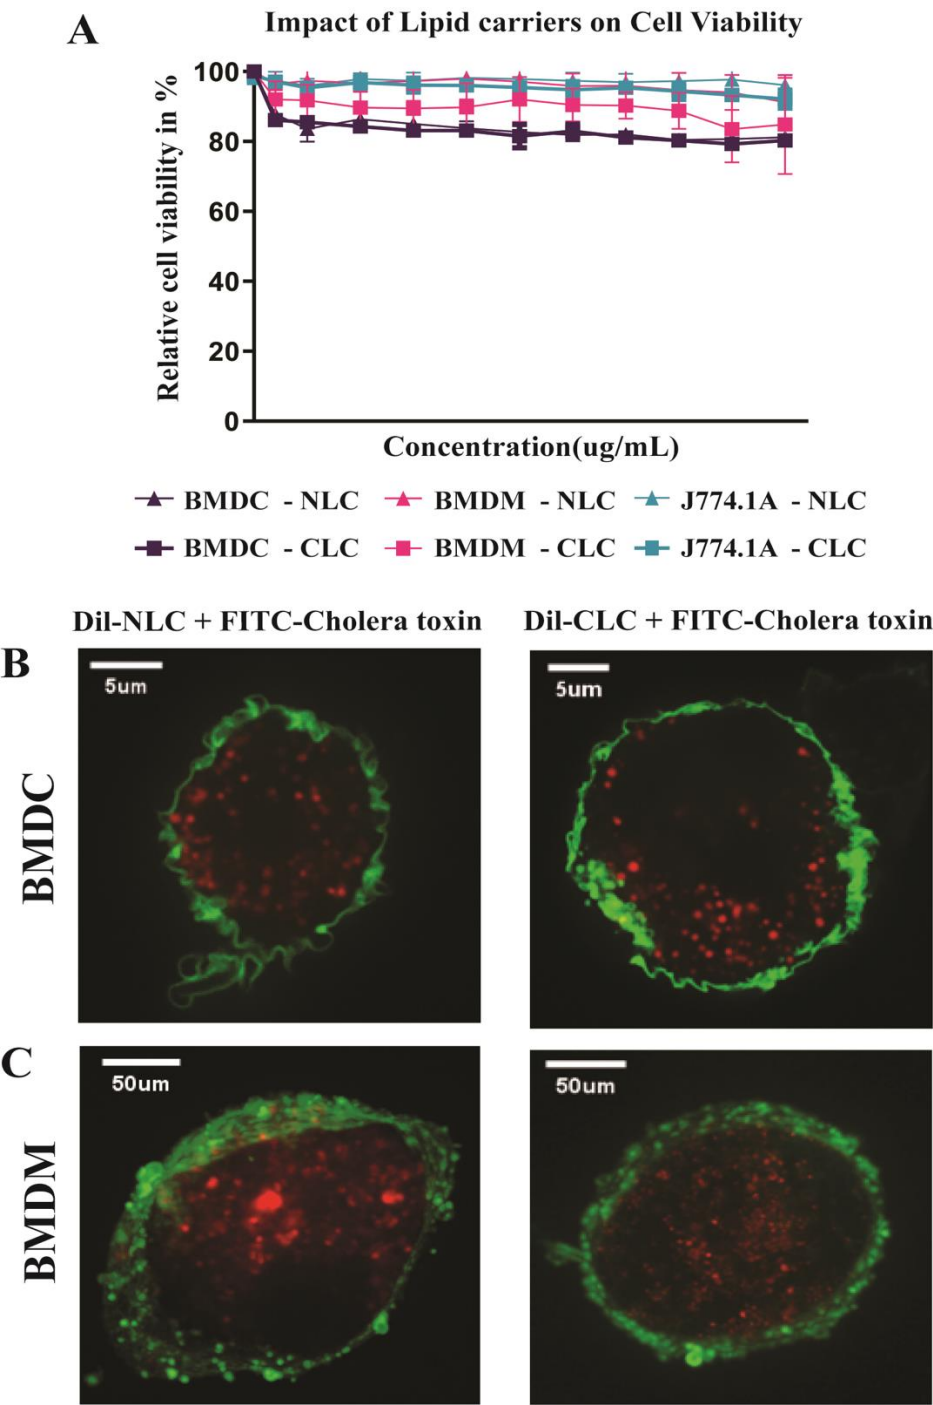 A
Impact of Lipid carriers on Cell Viability
Relative cell viability in %
100
80
60
40
20
0
Concentration(ug/mL)
BMDC - NLC BMDM - NLC J774.1A - NLC
BMDC - CLC BMDM - CLC J774.1A - CLC
Dil-NLC + FITC-Cholera toxin Dil-CLC + FITC-Cholera toxin
B
5um 5um
BMDC
C
50um 50um
BMDM